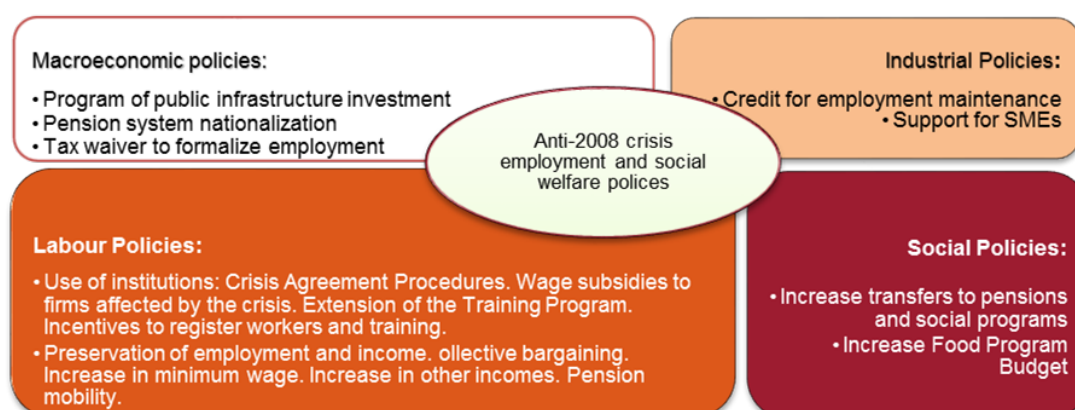 Macroeconomic policies:
• Program of public infrastructure investment
• Pension system nationalization
• Tax waiver to formalize employment
Industrial Policies:
• Credit for employment maintenance
• Support for SMEs
Anti-2008 crisis
employment and social
welfare polices
Labour Policies:
• Use of institutions: Crisis Agreement Procedures. Wage subsidies to
firms affected by the crisis. Extension of the Training Program.
Incentives to register workers and training.
• Preservation of employment and income. ollective bargaining.
Increase in minimum wage. Increase in other incomes. Pension
mobility.
Social Policies:
• Increase transfers to pensions
and social programs
• Increase Food Program
Budget